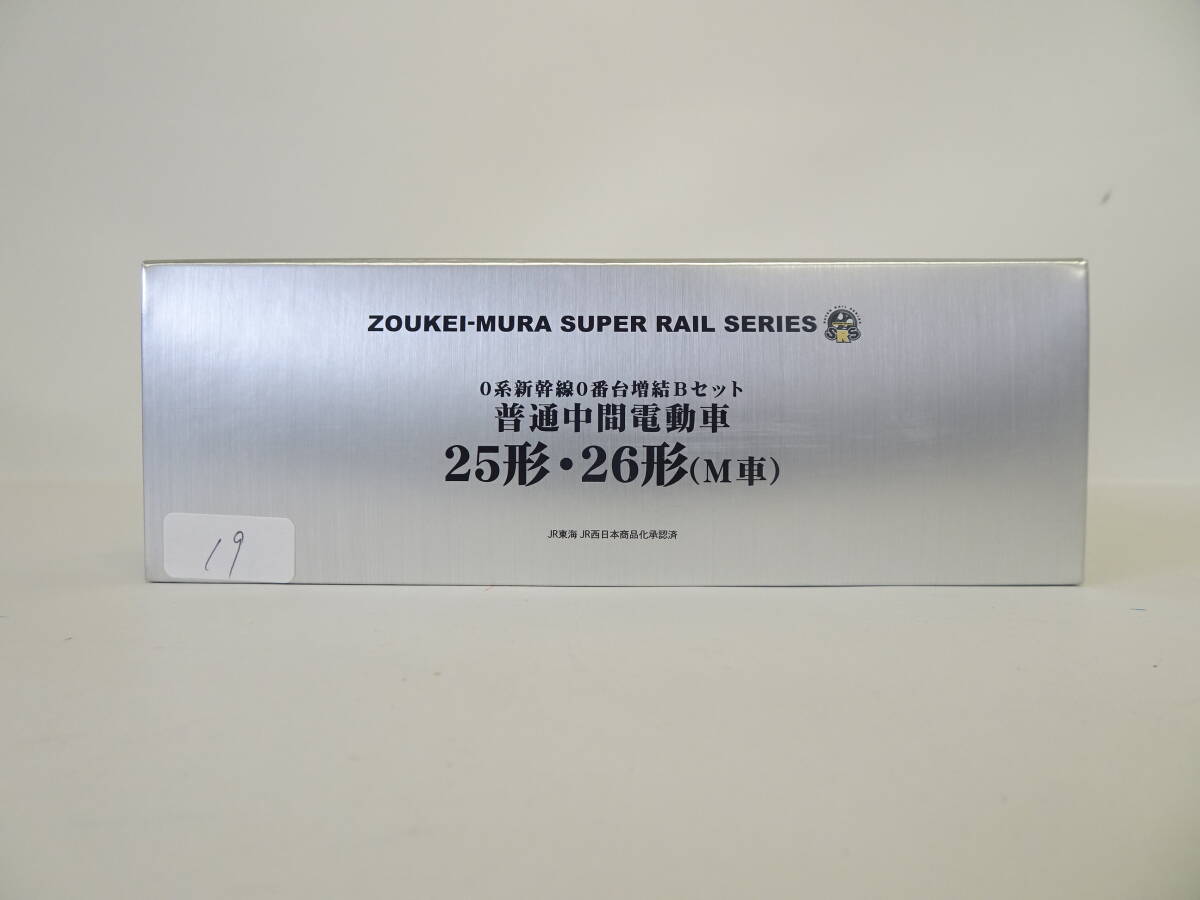 ZOUKEI-MURA SUPER RAIL SERIES
0系新幹線0番台増結Bセット
普通中間電動車
25形・26形(M車)
JR東海 JR西日本商品化承認済
19